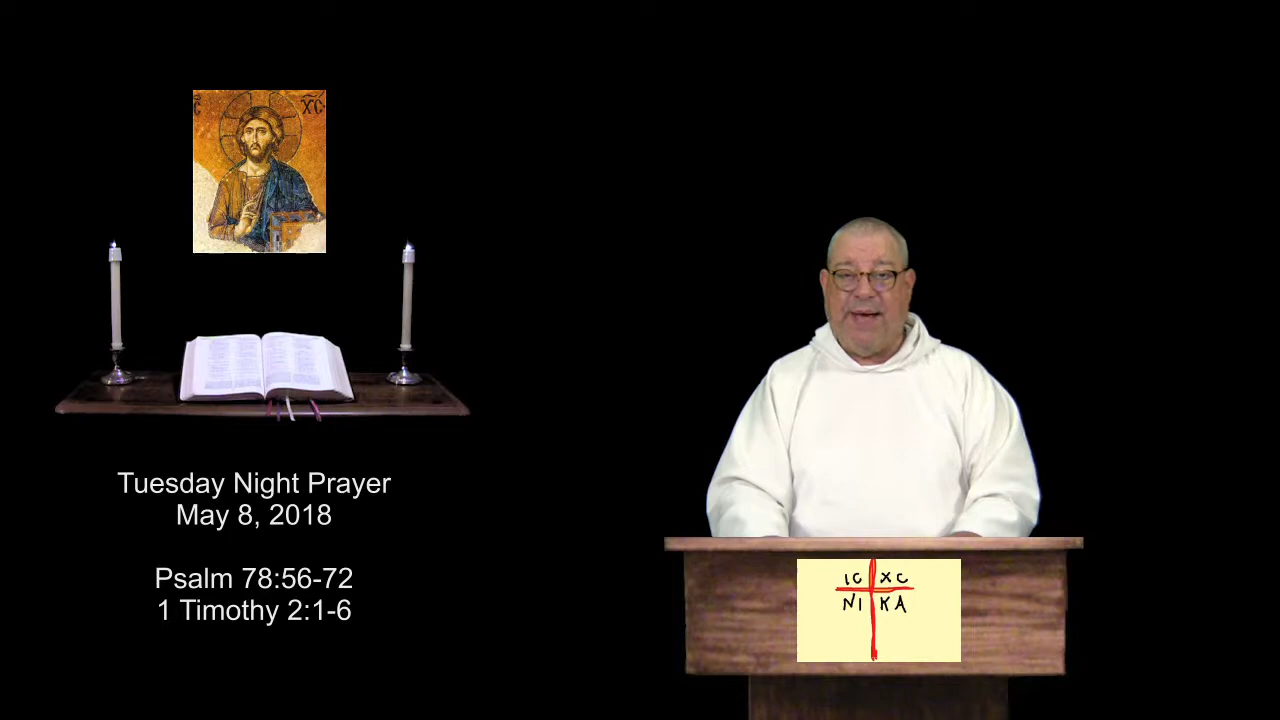 XC
Tuesday Night Prayer
May 8, 2018
Psalm 78:56-72
1 Timothy 2:1-6
IC XC
NI KA